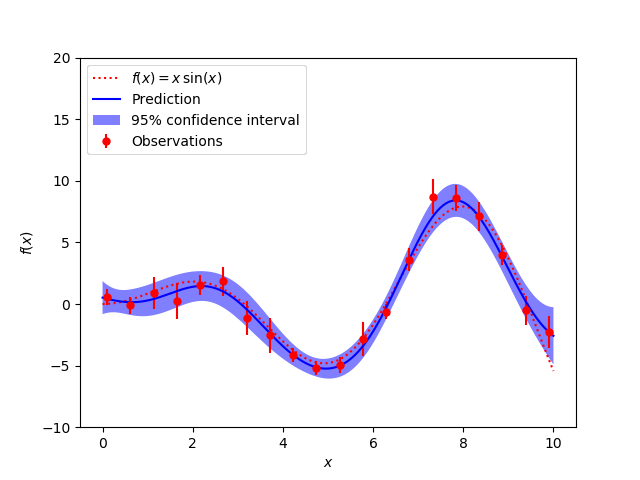 20
15
10
5
0
−5
−10
f(x)
f(x) = x sin(x)
Prediction
95% confidence interval
Observations
0 2 4 6 8 10
x